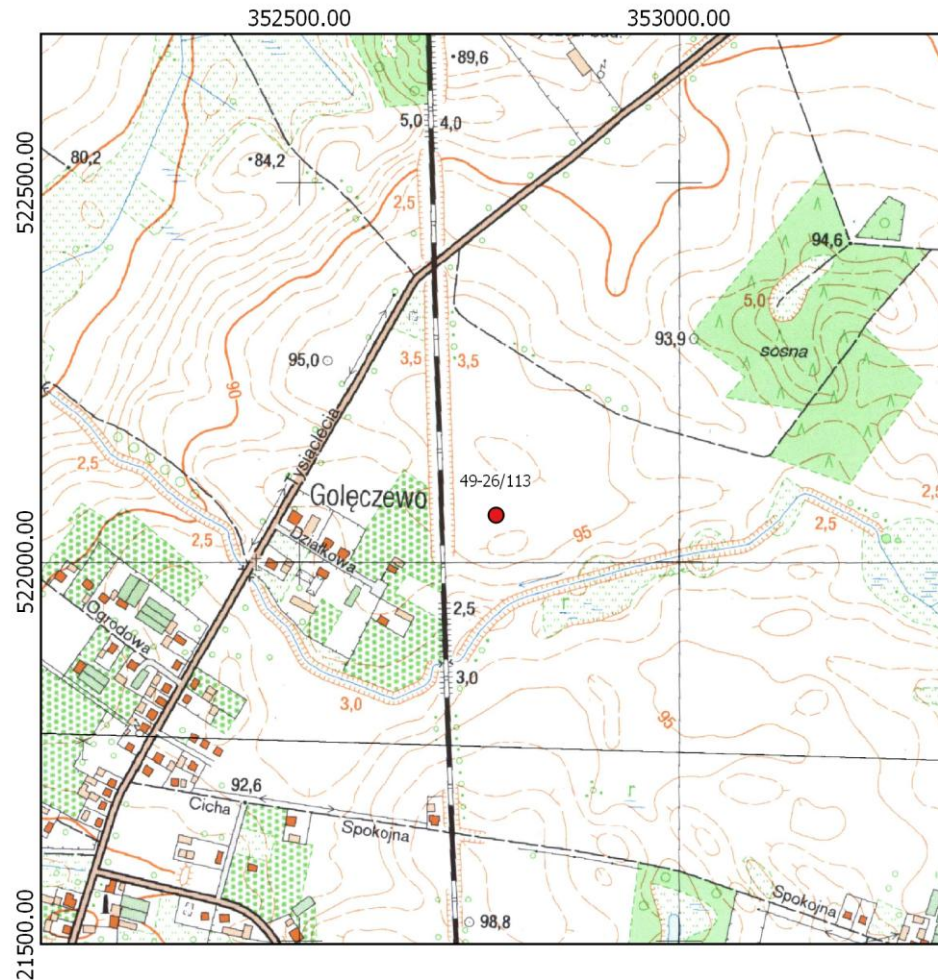 352500.00
353000.00
522500.00
522000.00
21500.00
89,6
5,0
4,0
80,2
84,2
2,5
94,6
5,0
93,9
sosna
3,5
3,5
95,0
90
Tysiąclecia
2,5
49-26/113
Golęczewo
2,5
95
2,5
Działkowa
2,5
r
Ogrodowa
3,0
3,0
95
92,6
r
Cicha
Spokojna
Spokojna
98,8